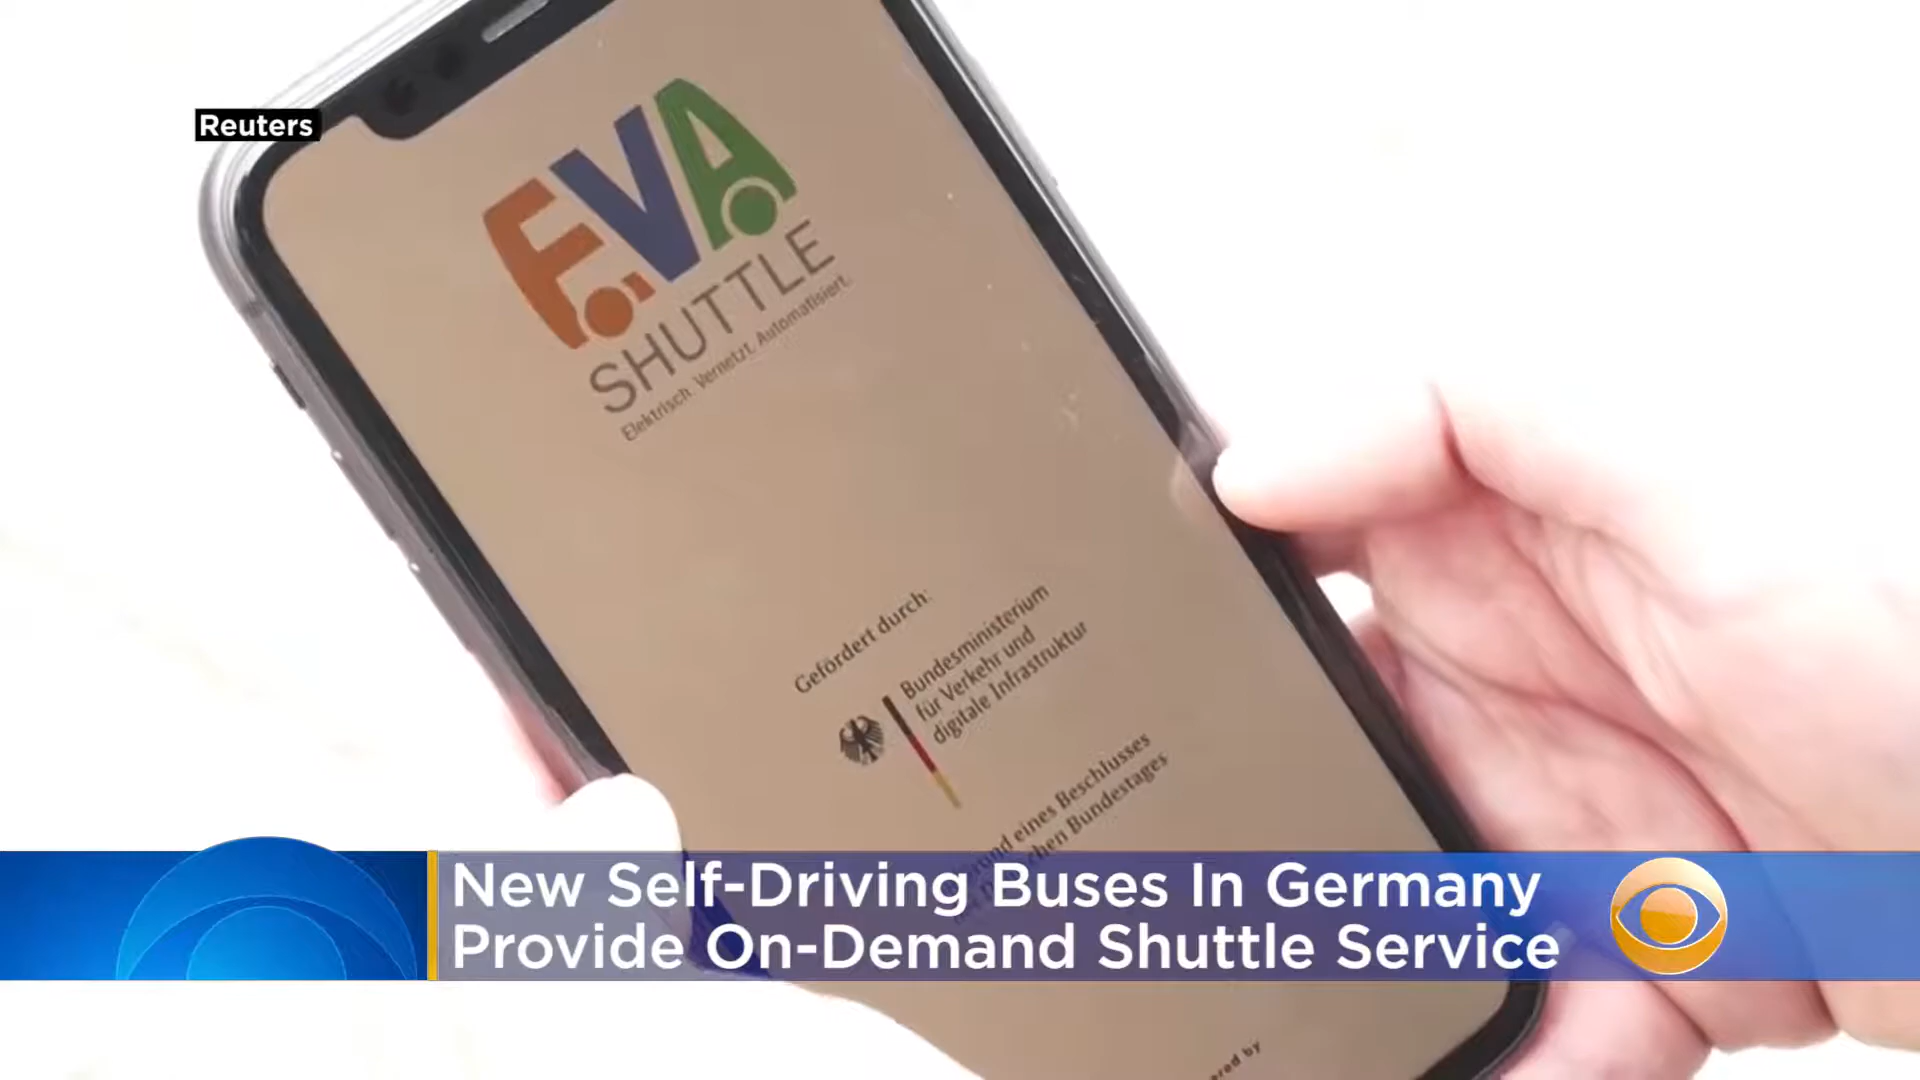 Reuters
EVA
SHUTTLE
Elektrisch. Vernetzt. Automatisiert.
Gefördert durch:
Bundesministerium
für Verkehr und
digitale Infrastruktur
eines Beschlusses
Bundestages
New Self-Driving Buses In Germany
Provide On-Demand Shuttle Service
by